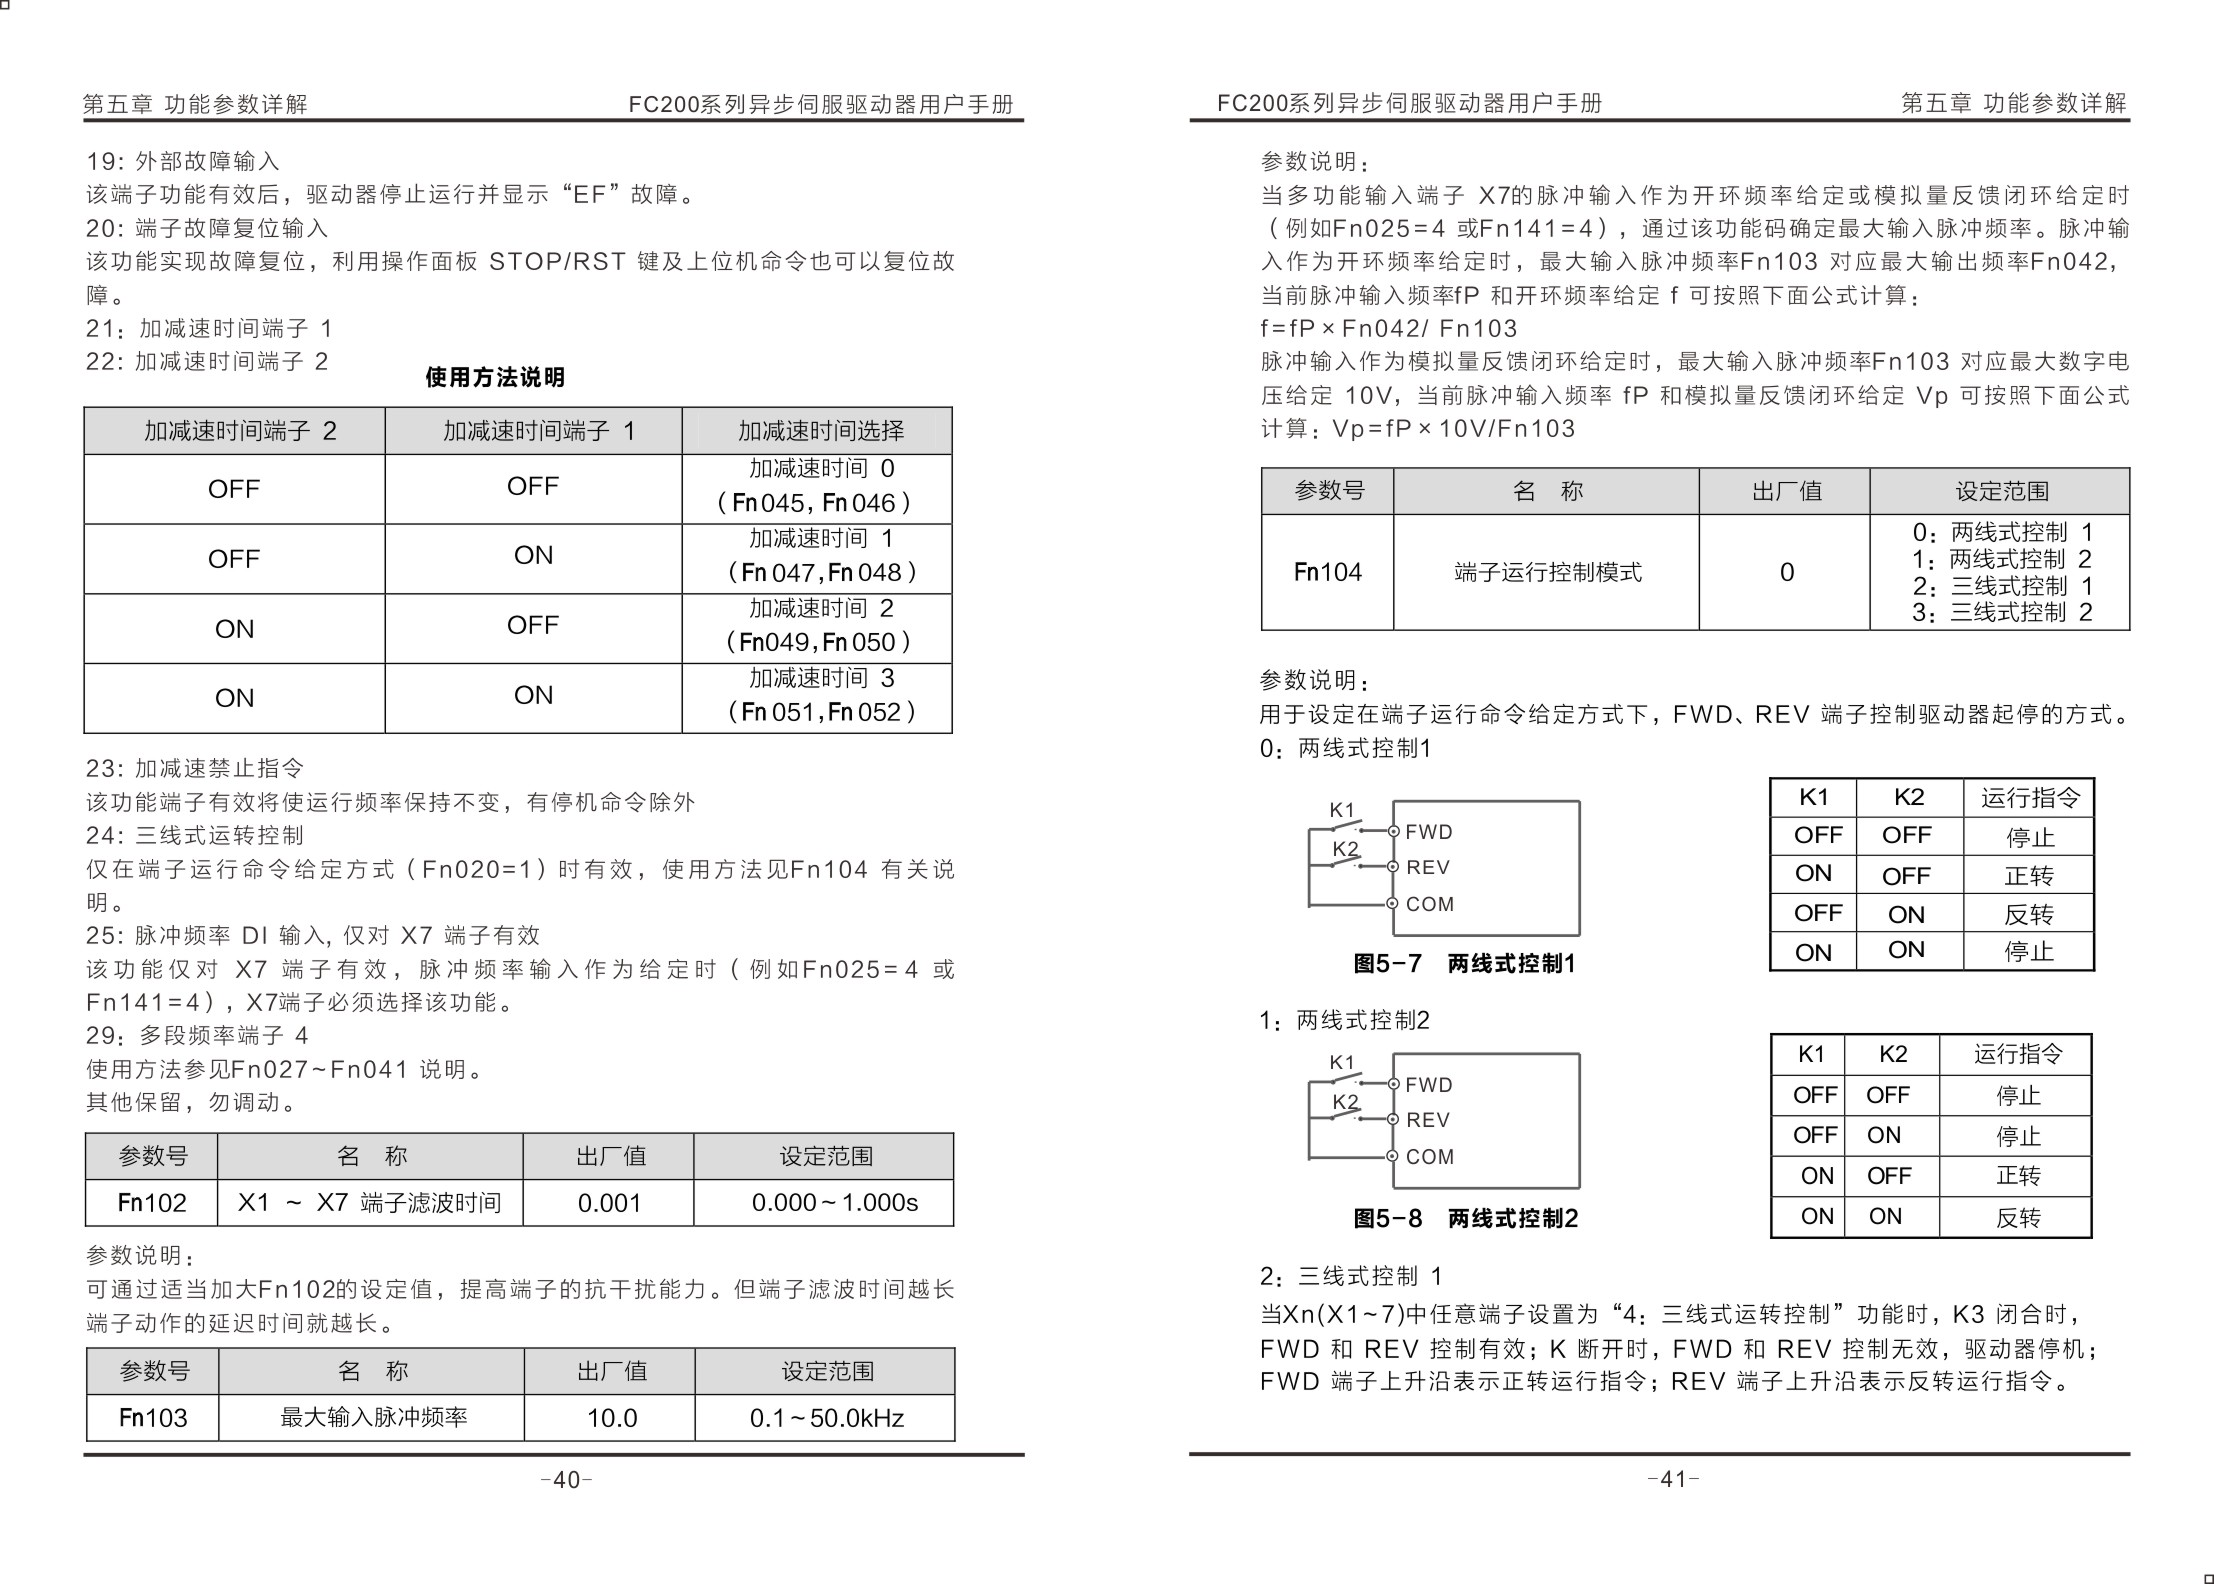 第五章 功能参数详解
FC200系列异步伺服驱动器用户手册
19: 外部故障输入
该端子功能有效后，驱动器停止运行并显示“EF”故障。
20: 端子故障复位输入
该功能实现故障复位，利用操作面板 STOP/RST 键及上位机命令也可以复位故
障。
21：加减速时间端子 1
22: 加减速时间端子 2
使用方法说明
加减速时间端子 2 加减速时间端子 1 加减速时间选择
OFF OFF 加减速时间 0
（Fn045，Fn046）
OFF ON 加减速时间 1
（Fn047,Fn048）
ON OFF 加减速时间 2
（Fn049,Fn050）
ON ON 加减速时间 3
（Fn051,Fn052）
23: 加减速禁止指令
该功能端子有效将使运行频率保持不变，有停机命令除外
24: 三线式运转控制
仅在端子运行命令给定方式（Fn020=1）时有效，使用方法见Fn104 有关说
明。
25: 脉冲频率 DI 输入, 仅对 X7 端子有效
该功能仅对 X7 端子有效，脉冲频率输入作为给定时（例如Fn025=4 或
Fn141=4），X7端子必须选择该功能。
29：多段频率端子 4
使用方法参见Fn027~Fn041 说明。
其他保留，勿调动。
参数号 名 称 出厂值 设定范围
Fn102 X1 ~ X7 端子滤波时间 0.001 0.000~1.000s
参数说明：
可通过适当加大Fn102的设定值，提高端子的抗干扰能力。但端子滤波时间越长
端子动作的延迟时间就越长。
参数号 名 称 出厂值 设定范围
Fn103 最大输入脉冲频率 10.0 0.1~50.0kHz
-40-
FC200系列异步伺服驱动器用户手册
第五章 功能参数详解
参数说明：
当多功能输入端子 X7的脉冲输入作为开环频率给定或模拟量反馈闭环给定时
（例如Fn025=4 或Fn141=4），通过该功能码确定最大输入脉冲频率。脉冲输
入作为开环频率给定时，最大输入脉冲频率Fn103 对应最大输出频率Fn042，
当前脉冲输入频率fP 和开环频率给定 f 可按照下面公式计算：
f=fP×Fn042/ Fn103
脉冲输入作为模拟量反馈闭环给定时，最大输入脉冲频率Fn103 对应最大数字电
压给定 10V，当前脉冲输入频率 fP 和模拟量反馈闭环给定 Vp 可按照下面公式
计算：Vp=fP×10V/Fn103
参数号 名 称 出厂值 设定范围
Fn104 端子运行控制模式 0 0：两线式控制 1
1：两线式控制 2
2：三线式控制 1
3：三线式控制 2
参数说明：
用于设定在端子运行命令给定方式下，FWD、REV 端子控制驱动器起停的方式。
0：两线式控制1
K1
FWD
K2
REV
COM
图5-7 两线式控制1
K1 K2 运行指令
OFF OFF 停止
ON OFF 正转
OFF ON 反转
ON ON 停止
1：两线式控制2
K1
FWD
K2
REV
COM
图5-8 两线式控制2
K1 K2 运行指令
OFF OFF 停止
OFF ON 停止
ON OFF 正转
ON ON 反转
2：三线式控制 1
当Xn(X1~7)中任意端子设置为“4：三线式运转控制”功能时，K3 闭合时，
FWD 和 REV 控制有效；K 断开时，FWD 和 REV 控制无效，驱动器停机；
FWD 端子上升沿表示正转运行指令；REV 端子上升沿表示反转运行指令。
-41-